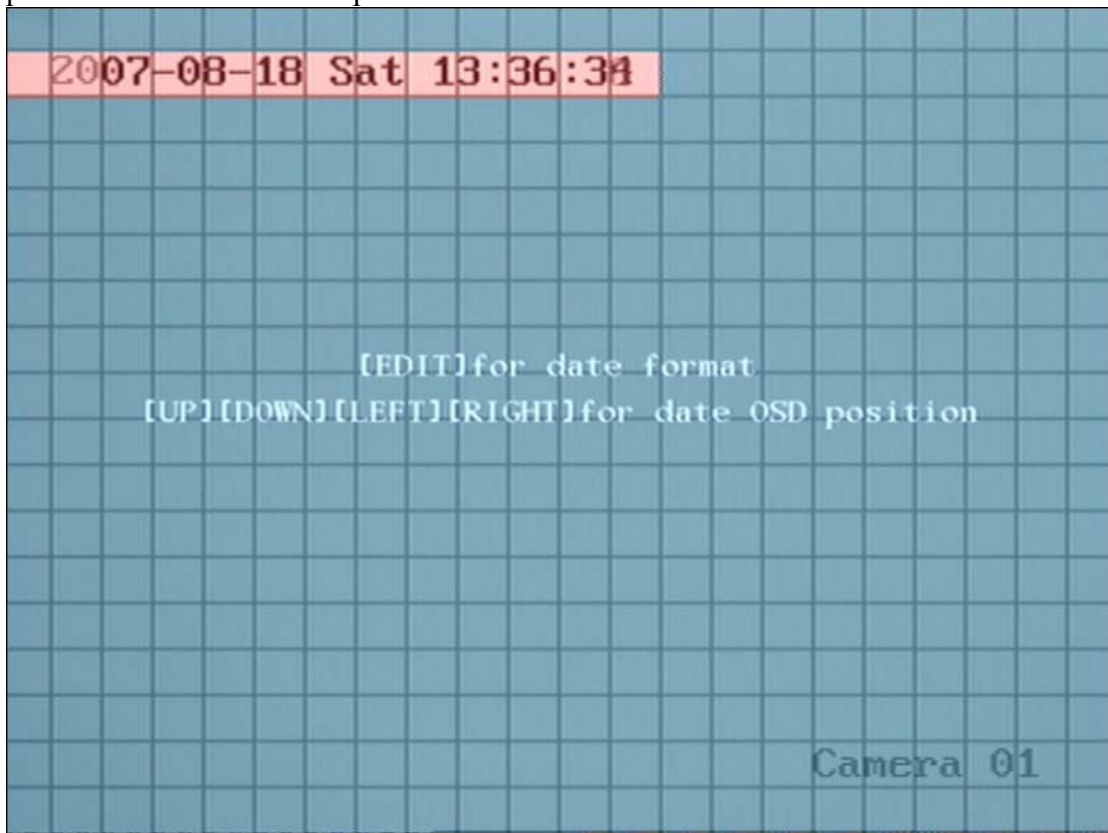 2007-08-18 Sat 13:36:34
[EDIT]for date format
[UP][DOWN][LEFT][RIGHT]for date OSD position
Camera 01